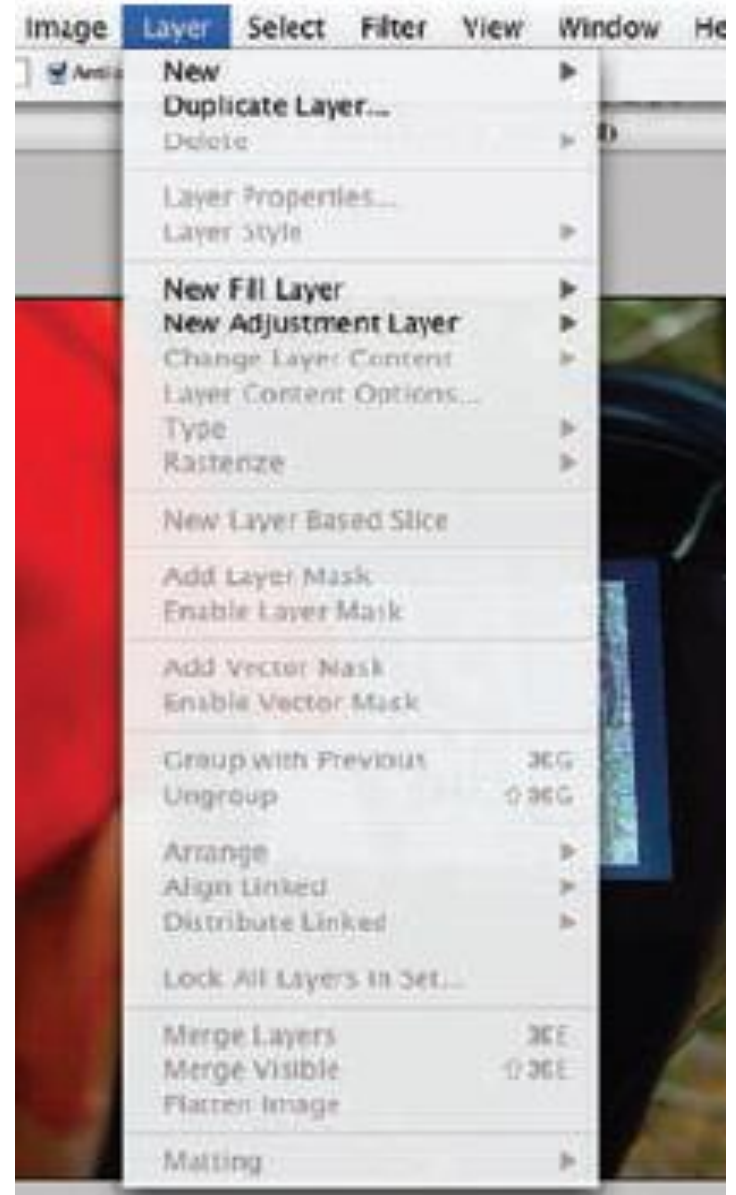 Image Layer Select Filter View Window He
Anti
New
Duplicate Layer...
Delete
Layer Properties...
Layer Style
New Fill Layer
New Adjustment Layer
Change Layer Content
Layer Content Options...
Type
Rasterize
New Layer Based Slice
Add Layer Mask
Enable Layer Mask
Add Vector Mask
Enable Vector Mask
Group with Previous ⌘G
Ungroup ⇧⌘G
Arrange
Align Linked
Distribute Linked
Lock All Layers In Set...
Merge Layers ⌘E
Merge Visible ⇧⌘E
Flatten Image
Matting